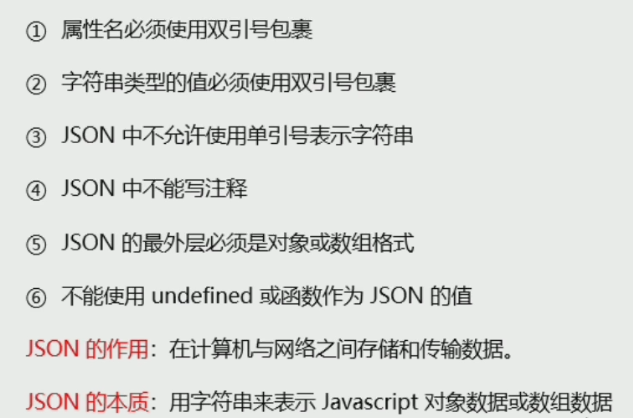 ① 属性名必须使用双引号包裹
② 字符串类型的值必须使用双引号包裹
③ JSON 中不允许使用单引号表示字符串
④ JSON 中不能写注释
⑤ JSON 的最外层必须是对象或数组格式
⑥ 不能使用 undefined 或函数作为 JSON 的值
JSON 的作用：在计算机与网络之间存储和传输数据。
JSON 的本质：用字符串来表示 Javascript 对象数据或数组数据